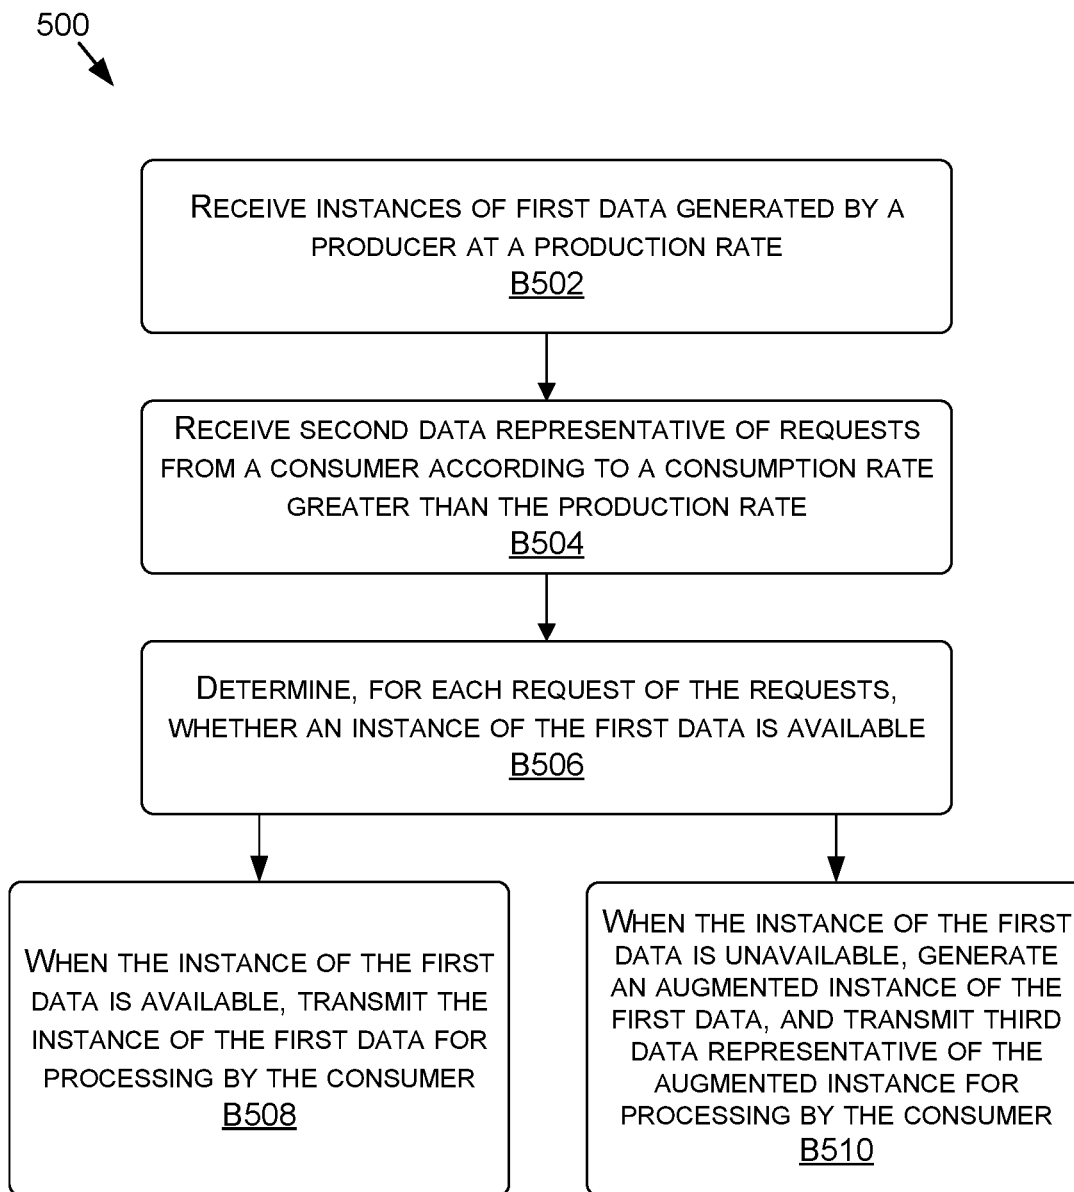 500
RECEIVE INSTANCES OF FIRST DATA GENERATED BY A
PRODUCER AT A PRODUCTION RATE
B502
RECEIVE SECOND DATA REPRESENTATIVE OF REQUESTS
FROM A CONSUMER ACCORDING TO A CONSUMPTION RATE
GREATER THAN THE PRODUCTION RATE
B504
DETERMINE, FOR EACH REQUEST OF THE REQUESTS,
WHETHER AN INSTANCE OF THE FIRST DATA IS AVAILABLE
B506
WHEN THE INSTANCE OF THE FIRST
DATA IS AVAILABLE, TRANSMIT THE
INSTANCE OF THE FIRST DATA FOR
PROCESSING BY THE CONSUMER
B508
WHEN THE INSTANCE OF THE FIRST
DATA IS UNAVAILABLE, GENERATE
AN AUGMENTED INSTANCE OF THE
FIRST DATA, AND TRANSMIT THIRD
DATA REPRESENTATIVE OF THE
AUGMENTED INSTANCE FOR
PROCESSING BY THE CONSUMER
B510